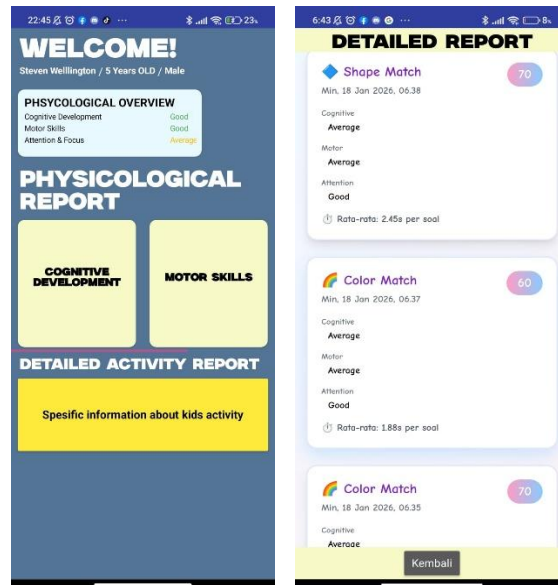 22:45
23%
WELCOME!
Steven Welllington / 5 Years OLD / Male
PHSYCOLOGICAL OVERVIEW
Cognitive Development Good
Motor Skills Good
Attention & Focus Average
PHYSICOLOGICAL
REPORT
COGNITIVE
DEVELOPMENT
MOTOR SKILLS
DETAILED ACTIVITY REPORT
Spesific information about kids activity
6:43
8%
DETAILED REPORT
Shape Match 70
Min, 18 Jan 2026, 06.38
Cognitive
Average
Motor
Average
Attention
Good
Rata-rata: 2.45s per soal
Color Match 60
Min, 18 Jan 2026, 06.37
Cognitive
Average
Motor
Average
Attention
Good
Rata-rata: 1.88s per soal
Color Match 70
Min, 18 Jan 2026, 06.35
Cognitive
Average
Kembali